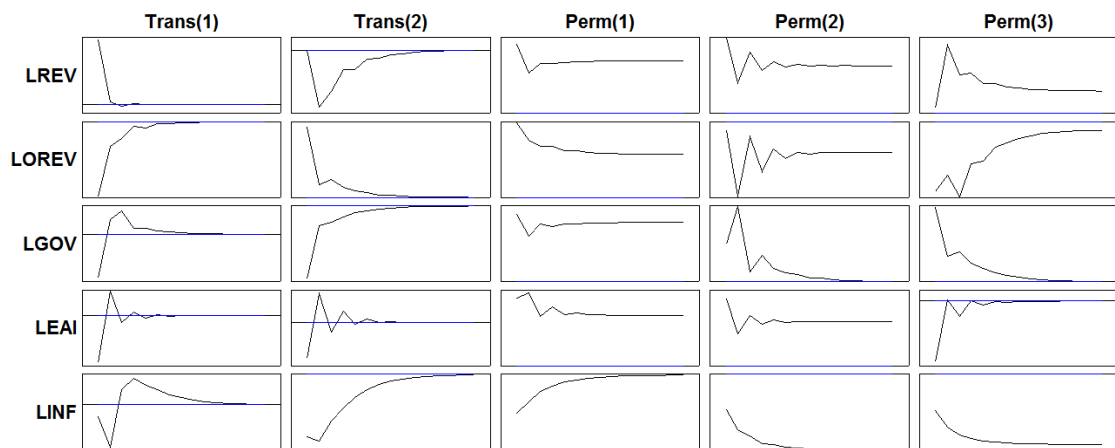 Trans(1) Trans(2) Perm(1) Perm(2) Perm(3)
LREV
LOREV
LGOV
LEAI
LINF